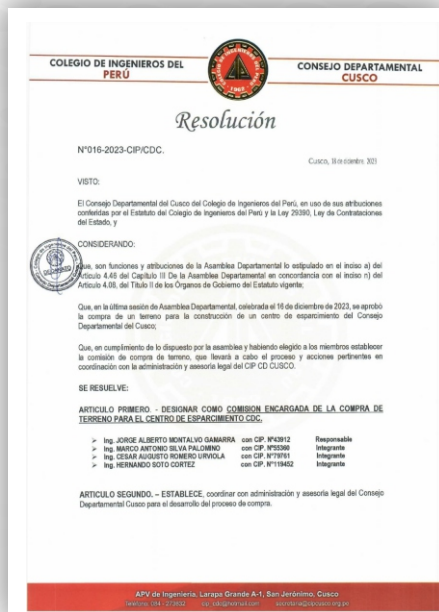 COLEGIO DE INGENIEROS DEL
PERÚ
CONSEJO DEPARTAMENTAL
CUSCO
1962
Resolución
N°016-2023-CIP/CDC.
Cusco, 18 de diciembre, 2023
VISTO:
El Consejo Departamental del Cusco del Colegio de Ingenieros del Perú, en uso de sus atribuciones
conferidas por el Estatuto del Colegio de Ingenieros del Perú y la Ley 29390, Ley de Contrataciones
del Estado, y
CONSIDERANDO:
Que, son funciones y atribuciones de la Asamblea Departamental lo estipulado en el inciso a) del
Artículo 4.46 del Capítulo III De la Asamblea Departamental en concordancia con el inciso n) del
Artículo 4.08, del Título II de los Órganos de Gobierno del Estatuto vigente;
Que, en la última sesión de Asamblea Departamental, celebrada el 16 de diciembre de 2023, se aprobó
la compra de un terreno para la construcción de un centro de esparcimiento del Consejo
Departamental del Cusco;
Que, en cumplimiento de lo dispuesto por la asamblea y habiendo elegido a los miembros establecer
la comisión de compra de terreno, que llevará a cabo el proceso y acciones pertinentes en
coordinación con la administración y asesoría legal del CIP CD CUSCO.
SE RESUELVE:
ARTICULO PRIMERO. - DESIGNAR COMO COMISION ENCARGADA DE LA COMPRA DE
TERRENO PARA EL CENTRO DE ESPARCIMIENTO CDC.
➢ Ing. JORGE ALBERTO MONTALVO GAMARRA con CIP. N°43912 Responsable
➢ Ing. MARCO ANTONIO SILVA PALOMINO con CIP. N°55360 Integrante
➢ Ing. CESAR AUGUSTO ROMERO URVIOLA con CIP. N°79761 Integrante
➢ Ing. HERNANDO SOTO CORTEZ con CIP. N°119452 Integrante
ARTICULO SEGUNDO. – ESTABLECE, coordinar con administración y asesoría legal del Consejo
Departamental Cusco para el desarrollo del proceso de compra.
APV de Ingeniería, Larapa Grande A-1, San Jerónimo, Cusco